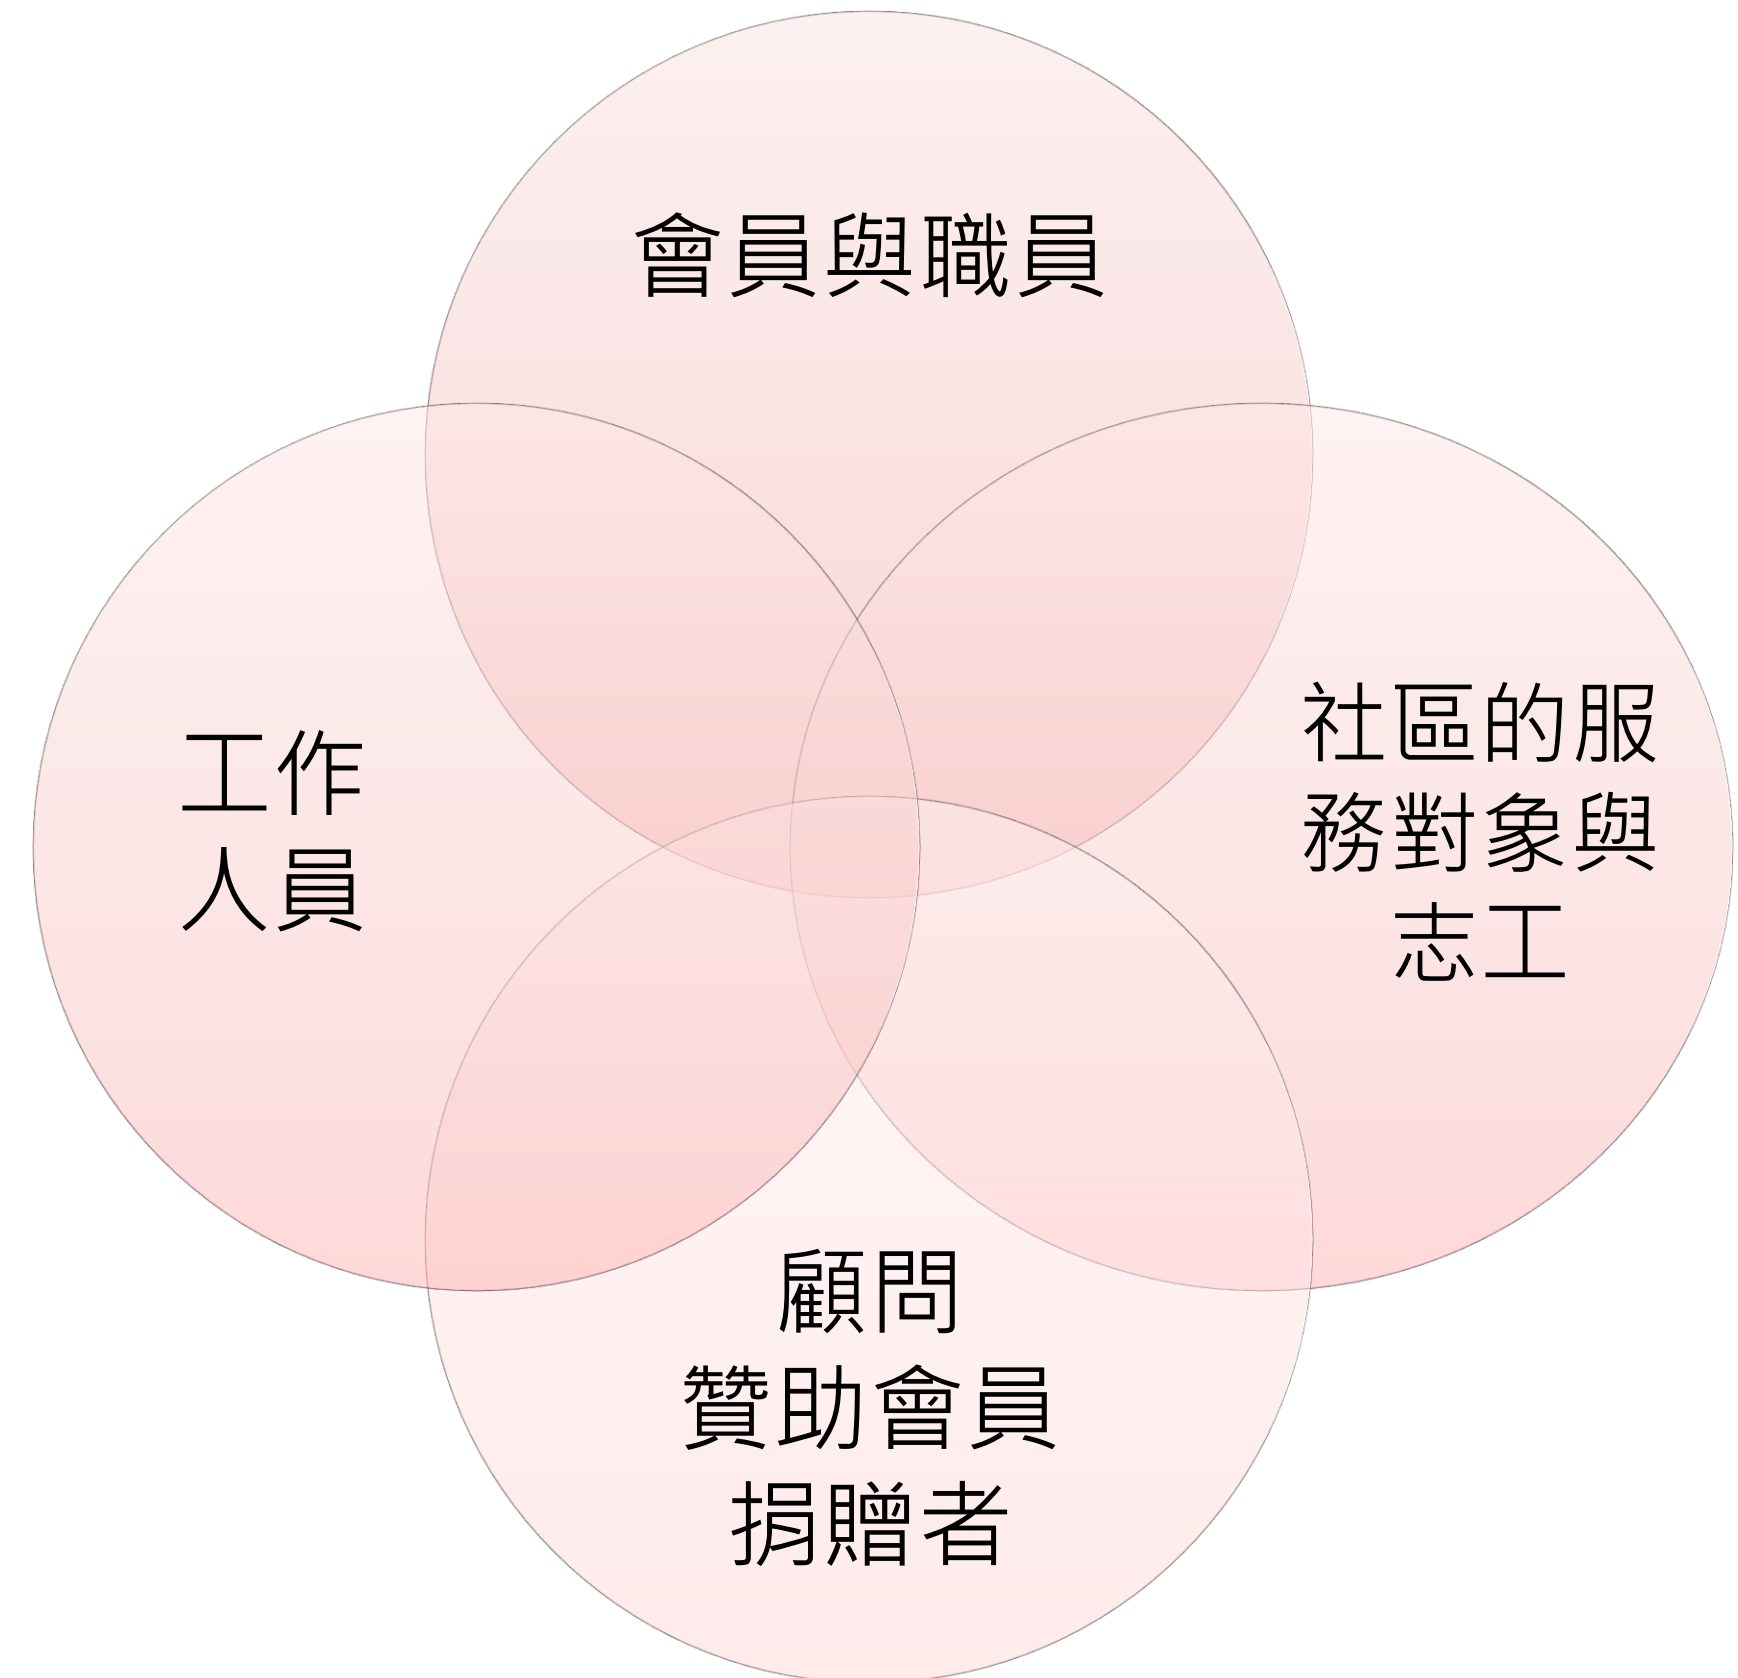 會員與職員
工作
人員
社區的服
務對象與
志工
顧問
贊助會員
捐贈者